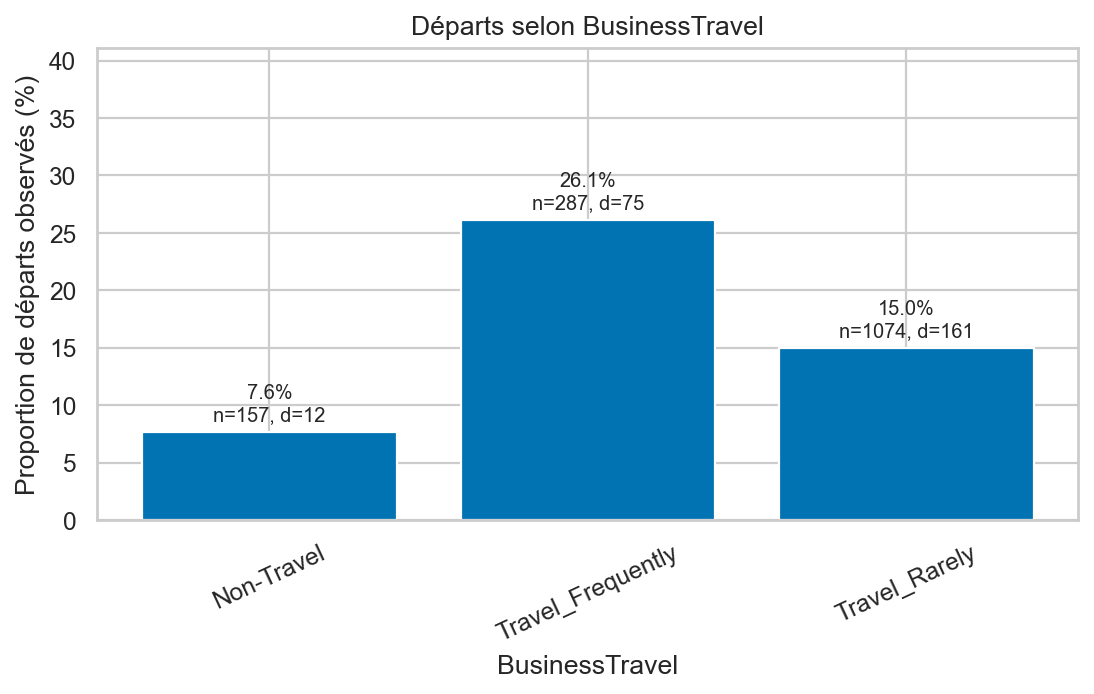 Départs selon BusinessTravel
Proportion de départs observés (%)
40
35
30
25
20
15
10
5
0
7.6%
n=157, d=12
26.1%
n=287, d=75
15.0%
n=1074, d=161
Non-Travel
Travel_Frequently
Travel_Rarely
BusinessTravel